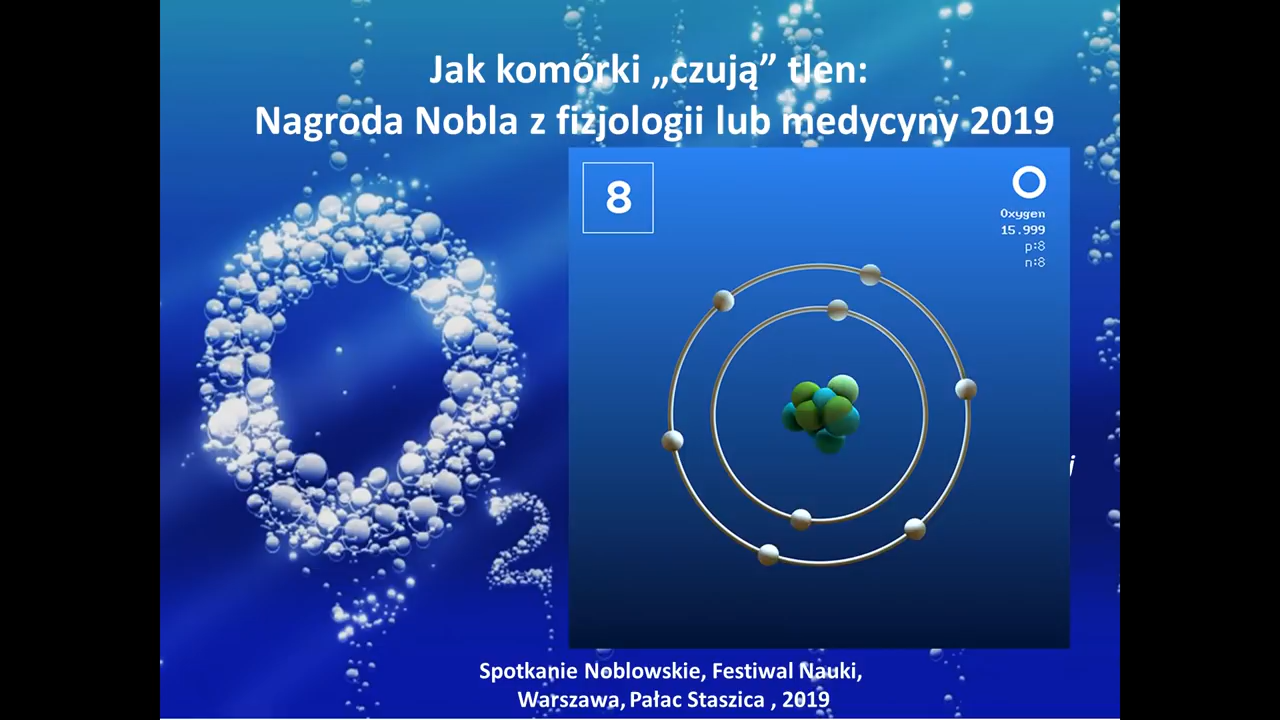 Jak komórki „czują” tlen:
Nagroda Nobla z fizjologii lub medycyny 2019
8
O
Oxygen
15.999
p:8
n:8
O
2
j
Spotkanie Noblowskie, Festiwal Nauki,
Warszawa, Pałac Staszica , 2019